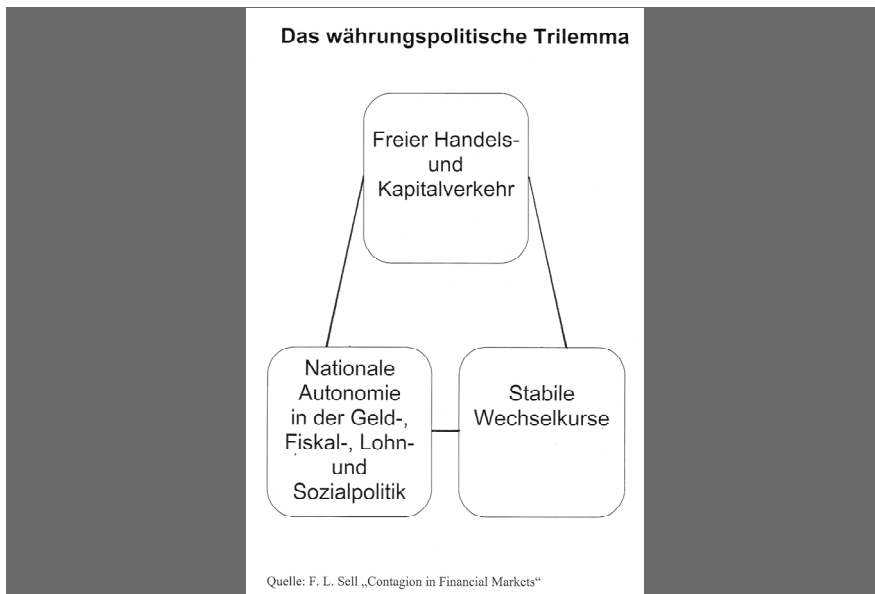 Das währungspolitische Trilemma
Freier Handels-
und
Kapitalverkehr
Nationale
Autonomie
in der Geld-,
Fiskal-, Lohn-
und
Sozialpolitik
Stabile
Wechselkurse
Quelle: F. L. Sell „Contagion in Financial Markets“